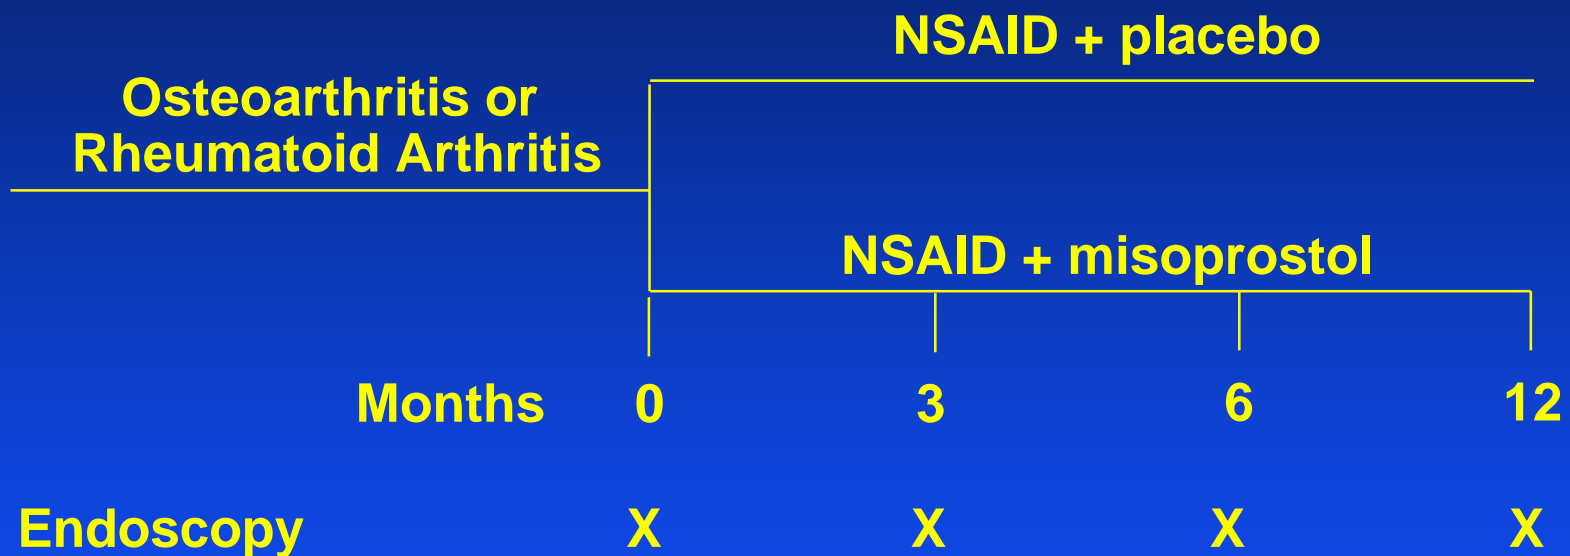 NSAID + placebo
Osteoarthritis or
Rheumatoid Arthritis
NSAID + misoprostol
Months 0 3 6 12
Endoscopy X X X X